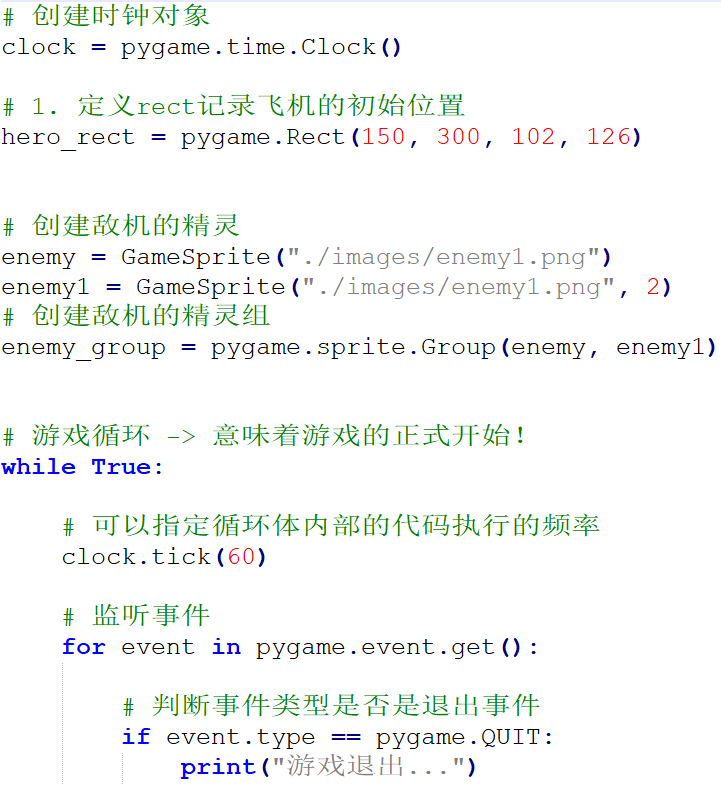 # 创建时钟对象
clock = pygame.time.Clock()
# 1. 定义rect记录飞机的初始位置
hero_rect = pygame.Rect(150, 300, 102, 126)
# 创建敌机的精灵
enemy = GameSprite("./images/enemy1.png")
enemy1 = GameSprite("./images/enemy1.png", 2)
# 创建敌机的精灵组
enemy_group = pygame.sprite.Group(enemy, enemy1)
# 游戏循环 -> 意味着游戏的正式开始！
while True:
    # 可以指定循环体内部的代码执行的频率
    clock.tick(60)
    # 监听事件
    for event in pygame.event.get():
        # 判断事件类型是否是退出事件
        if event.type == pygame.QUIT:
            print("游戏退出...")